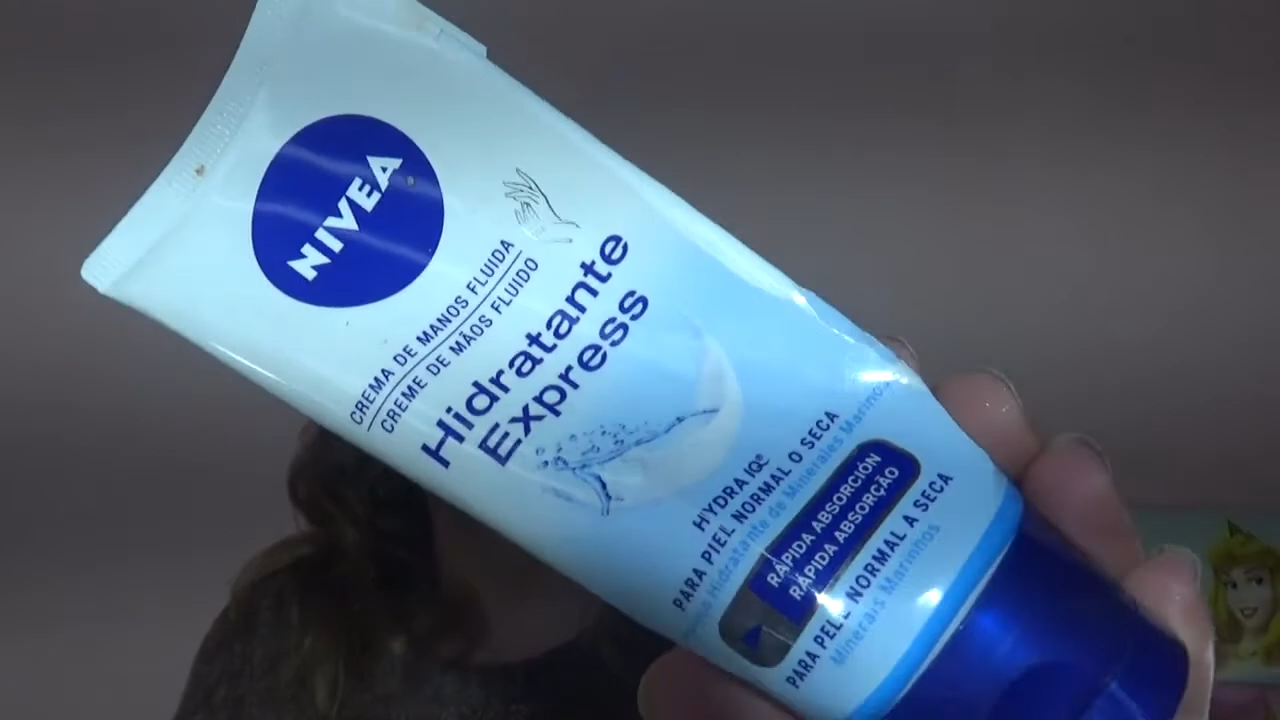 NIVEA
CREMA DE MANOS FLUIDA
CREME DE MÃOS FLUIDO
Hidratante
Express
HYDRA IQ®
PARA PIEL NORMAL O SECA
Hidratante de Minerales Marinos
RÁPIDA ABSORCIÓN
RÁPIDA ABSORÇÃO
PARA PELE NORMAL A SECA
Minerais Marinhos